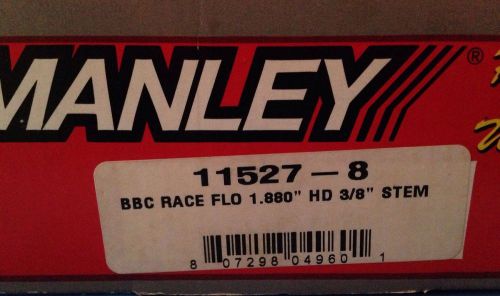 MANLEY®
11527-8
BBC RACE FLO 1.880" HD 3/8" STEM
8 07298 04960 1